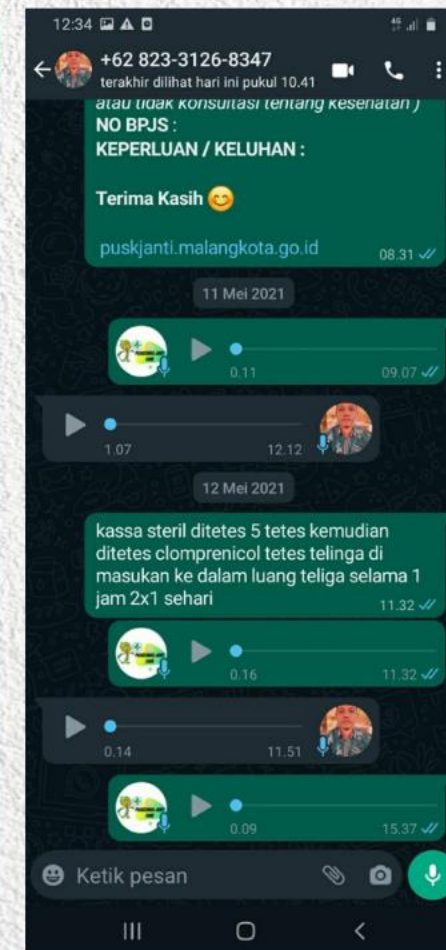 12:34
+62 823-3126-8347
terakhir dilihat hari ini pukul 10.41
atau tidak konsultasi tentang kesehatan )
NO BPJS :
KEPERLUAN / KELUHAN :
Terima Kasih 😊
puskjanti.malangkota.go.id
08.31
11 Mei 2021
0.11 09.07
1.07 12.12
12 Mei 2021
kassa steril ditetes 5 tetes kemudian
ditetes clomprenicol tetes telinga di
masukan ke dalam luang teliga selama 1
jam 2x1 sehari
11.32
0.16 11.32
0.14 11.51
0.09 15.37
Ketik pesan